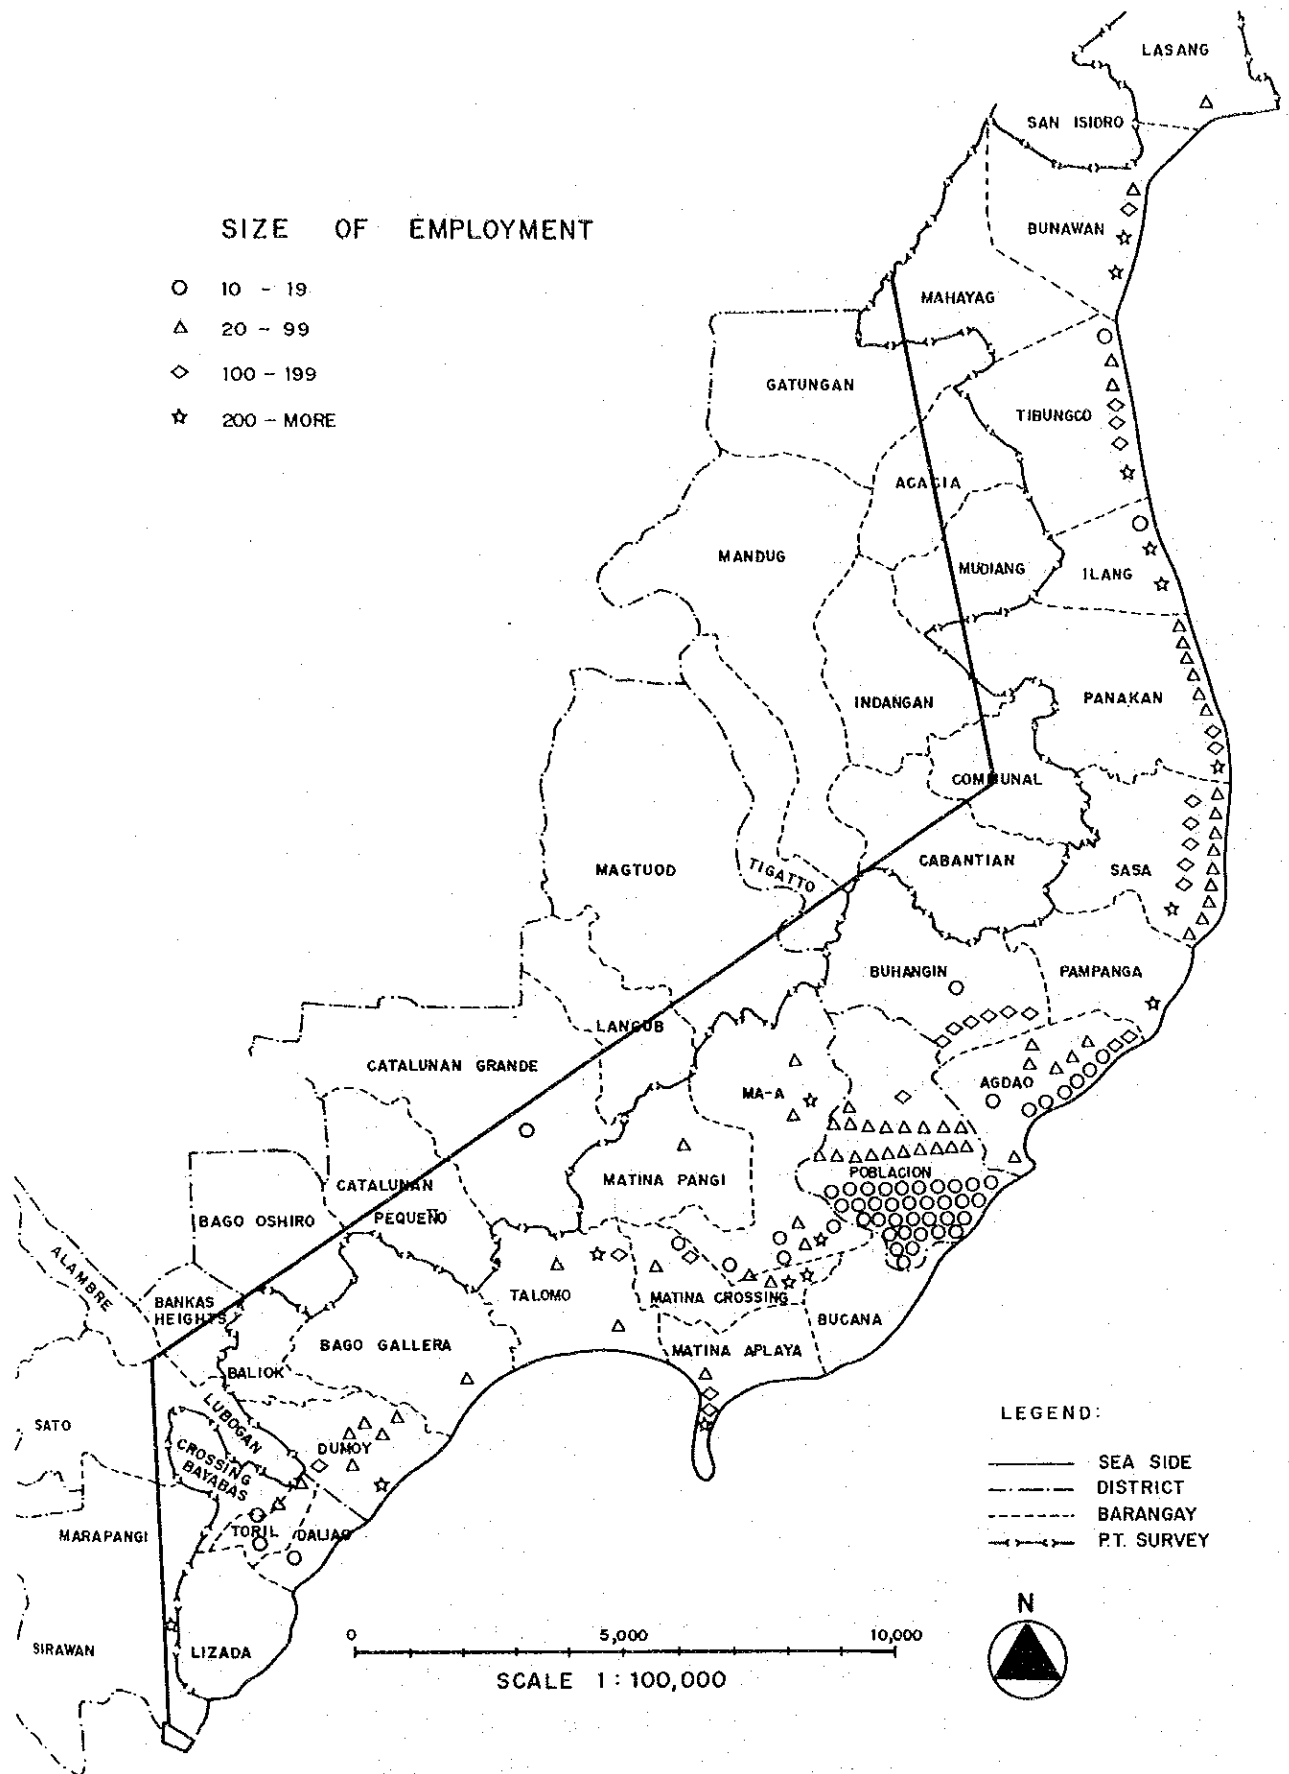 LASANG
SAN ISIDRO
SIZE OF EMPLOYMENT
BUNAWAN
10 - 19
MAHAYAG
20 - 99
100 - 199
GATUNGAN
200 - MORE
TIBUNGCO
ACACIA
MANDUG
MUDIANG
ILANG
INDANGAN
PANAKAN
COMMUNAL
MAGTUOD
TIGATTO
CABANTIAN
SASA
BUHANGIN
PAMPANGA
LANGUB
CATALUNAN GRANDE
MA-A
AGDAO
POBLACION
MATINA PANGI
CATALUNAN
PEQUEÑO
BAGO OSHIRO
ALAMBRE
BANKAS
HEIGHTS
TALOMO
MATINA CROSSING
BUCANA
BAGO GALLERA
MATINA APLAYA
BALIOK
LUBOGAN
SATO
CROSSING
BAYABAS
DUMOY
MARAPANGI
TORIL
DALIAO
LEGEND:
SEA SIDE
DISTRICT
BARANGAY
P.T. SURVEY
N
SIRAWAN
LIZADA
0 5,000 10,000
SCALE 1 : 100,000